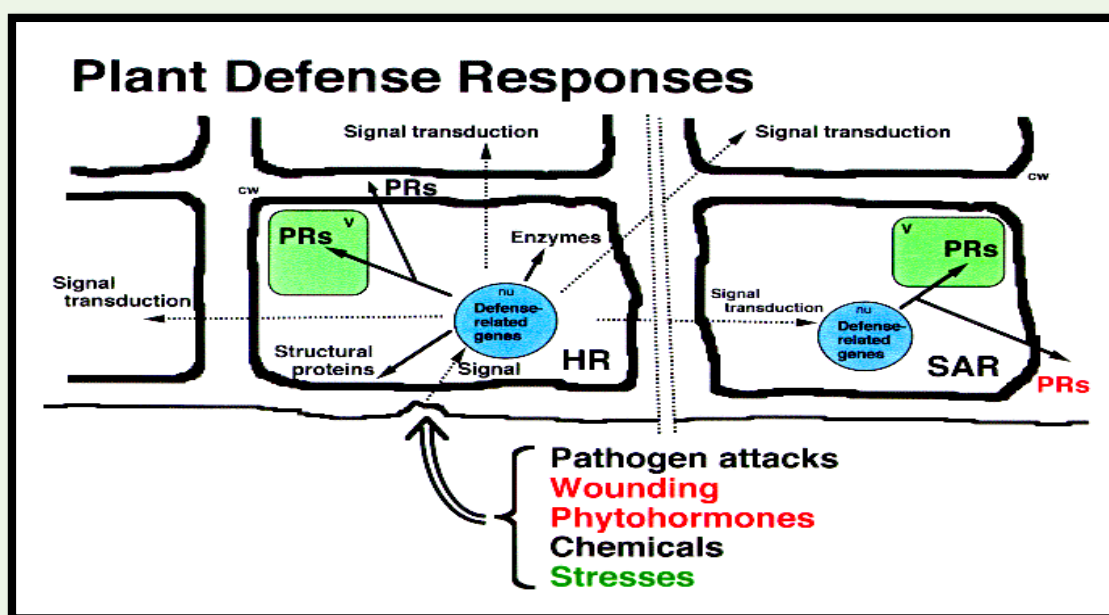 Plant Defense Responses
Signal transduction
Signal transduction
cw
PRs
cw
V
PRs
Enzymes
V
PRs
Signal
transduction
nu
Defense-
related
genes
Signal
transduction
nu
Defense-
related
genes
Structural
proteins
Signal
HR
SAR
PRs
Pathogen attacks
Wounding
Phytohormones
Chemicals
Stresses